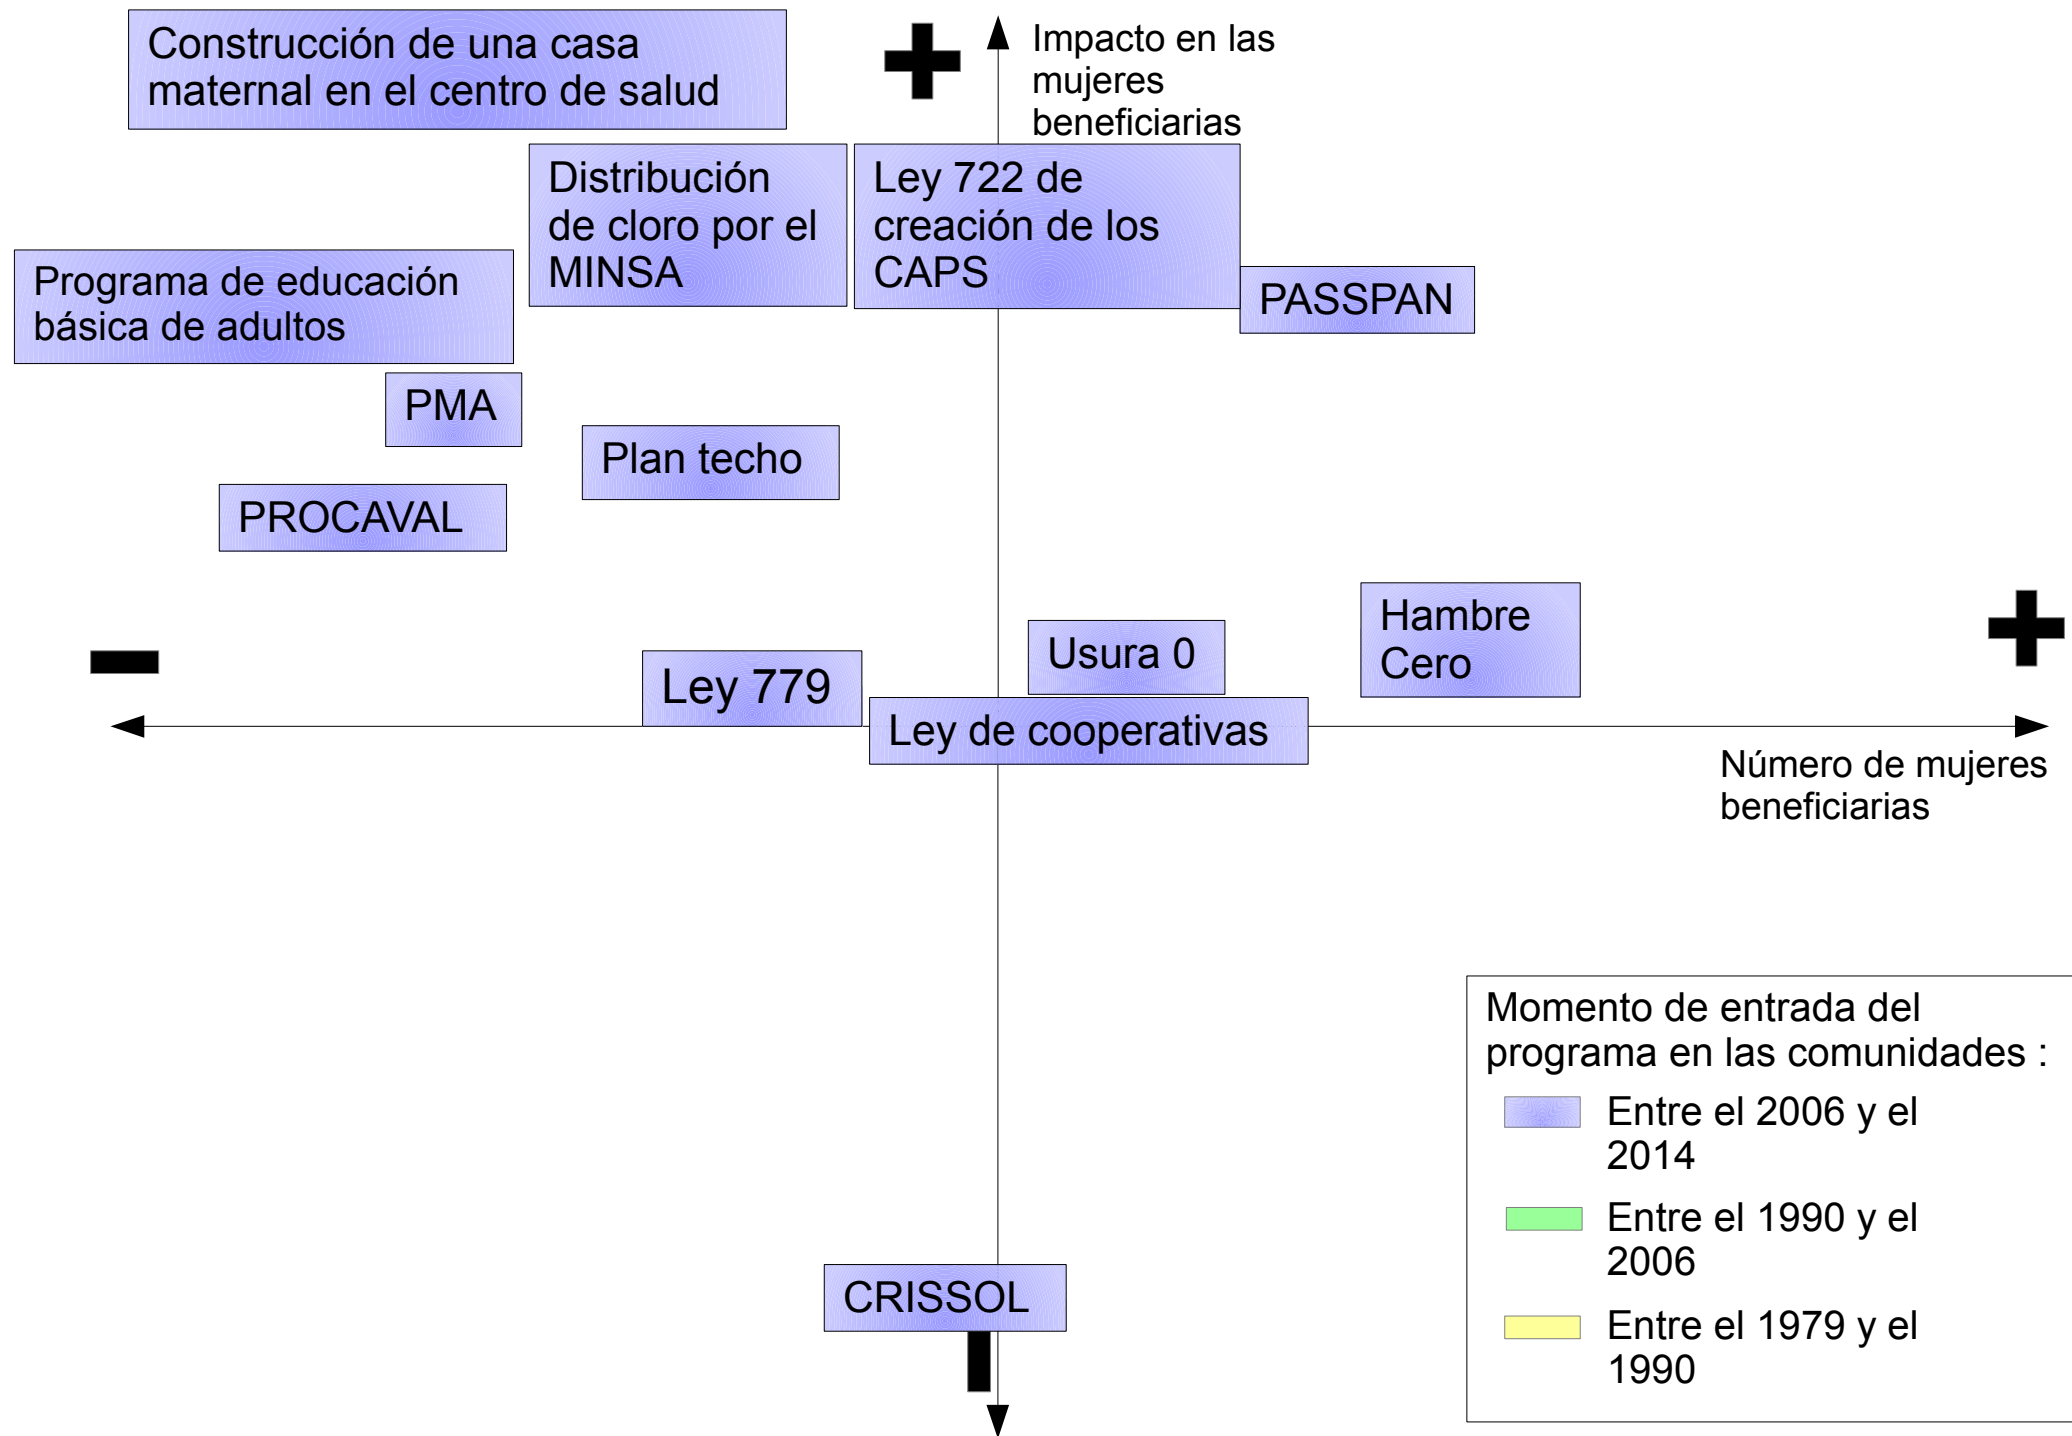 Construcción de una casa
maternal en el centro de salud
Impacto en las
mujeres
beneficiarias
Distribución
de cloro por el
MINSA
Ley 722 de
creación de los
CAPS
Programa de educación
básica de adultos
PASSPAN
PMA
Plan techo
PROCAVAL
Hambre
Cero
Usura 0
Ley 779
Ley de cooperativas
Número de mujeres
beneficiarias
CRISSOL
Momento de entrada del
programa en las comunidades :
Entre el 2006 y el
2014
Entre el 1990 y el
2006
Entre el 1979 y el
1990